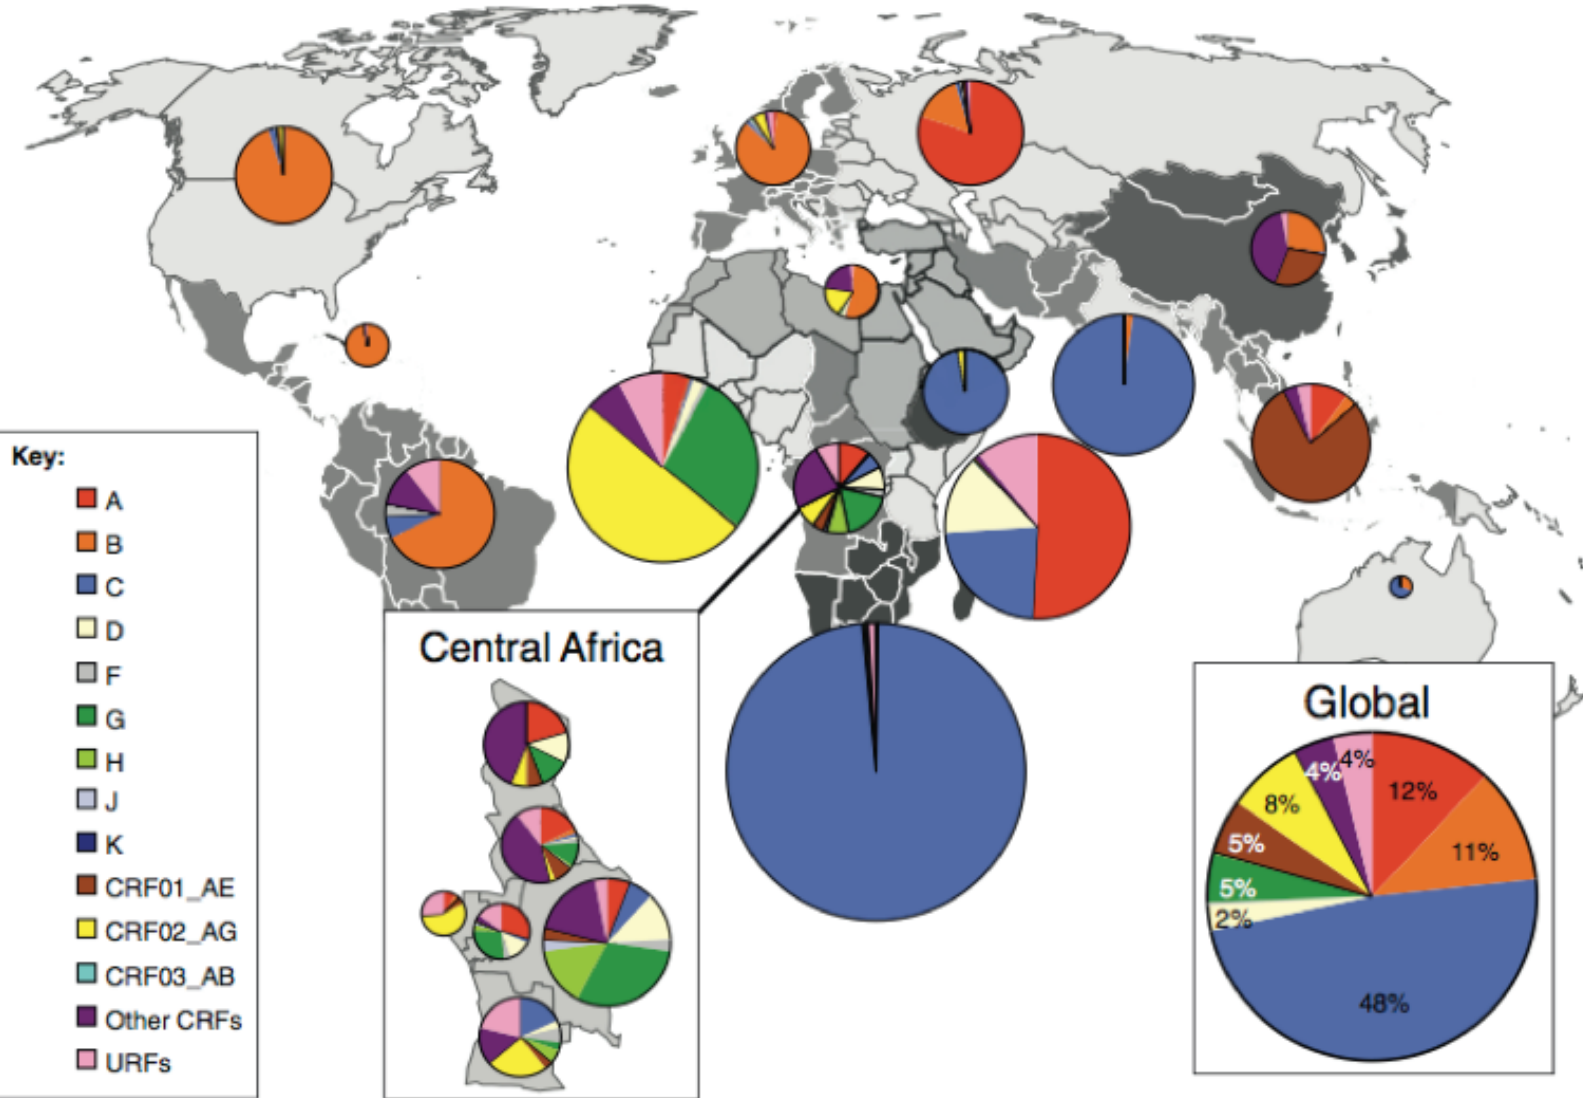 Key:
A
B
C
D
F
G
H
J
K
CRF01_AE
CRF02_AG
CRF03_AB
Other CRFs
URFs
Central Africa
Global
4%
4%
12%
8%
11%
5%
5%
2%
48%